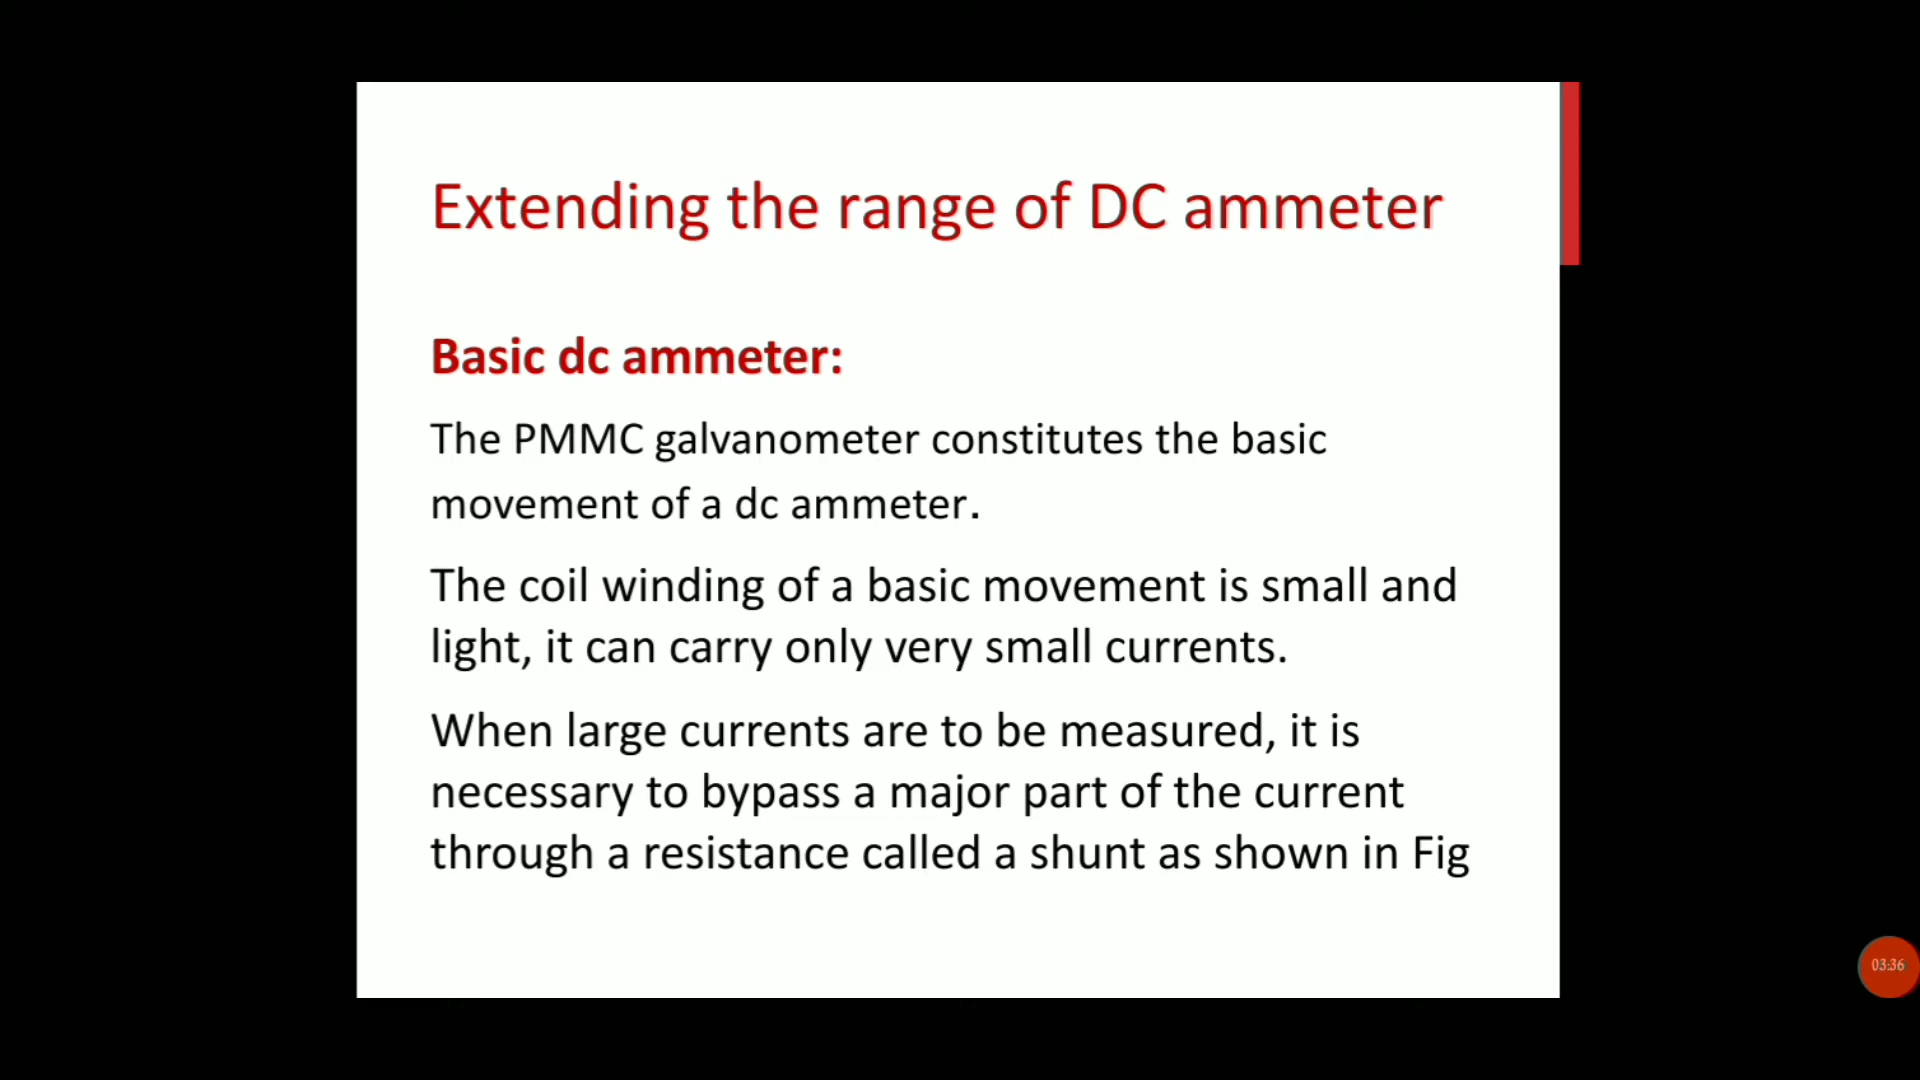 Extending the range of DC ammeter
Basic dc ammeter:
The PMMC galvanometer constitutes the basic
movement of a dc ammeter.
The coil winding of a basic movement is small and
light, it can carry only very small currents.
When large currents are to be measured, it is
necessary to bypass a major part of the current
through a resistance called a shunt as shown in Fig
03:36